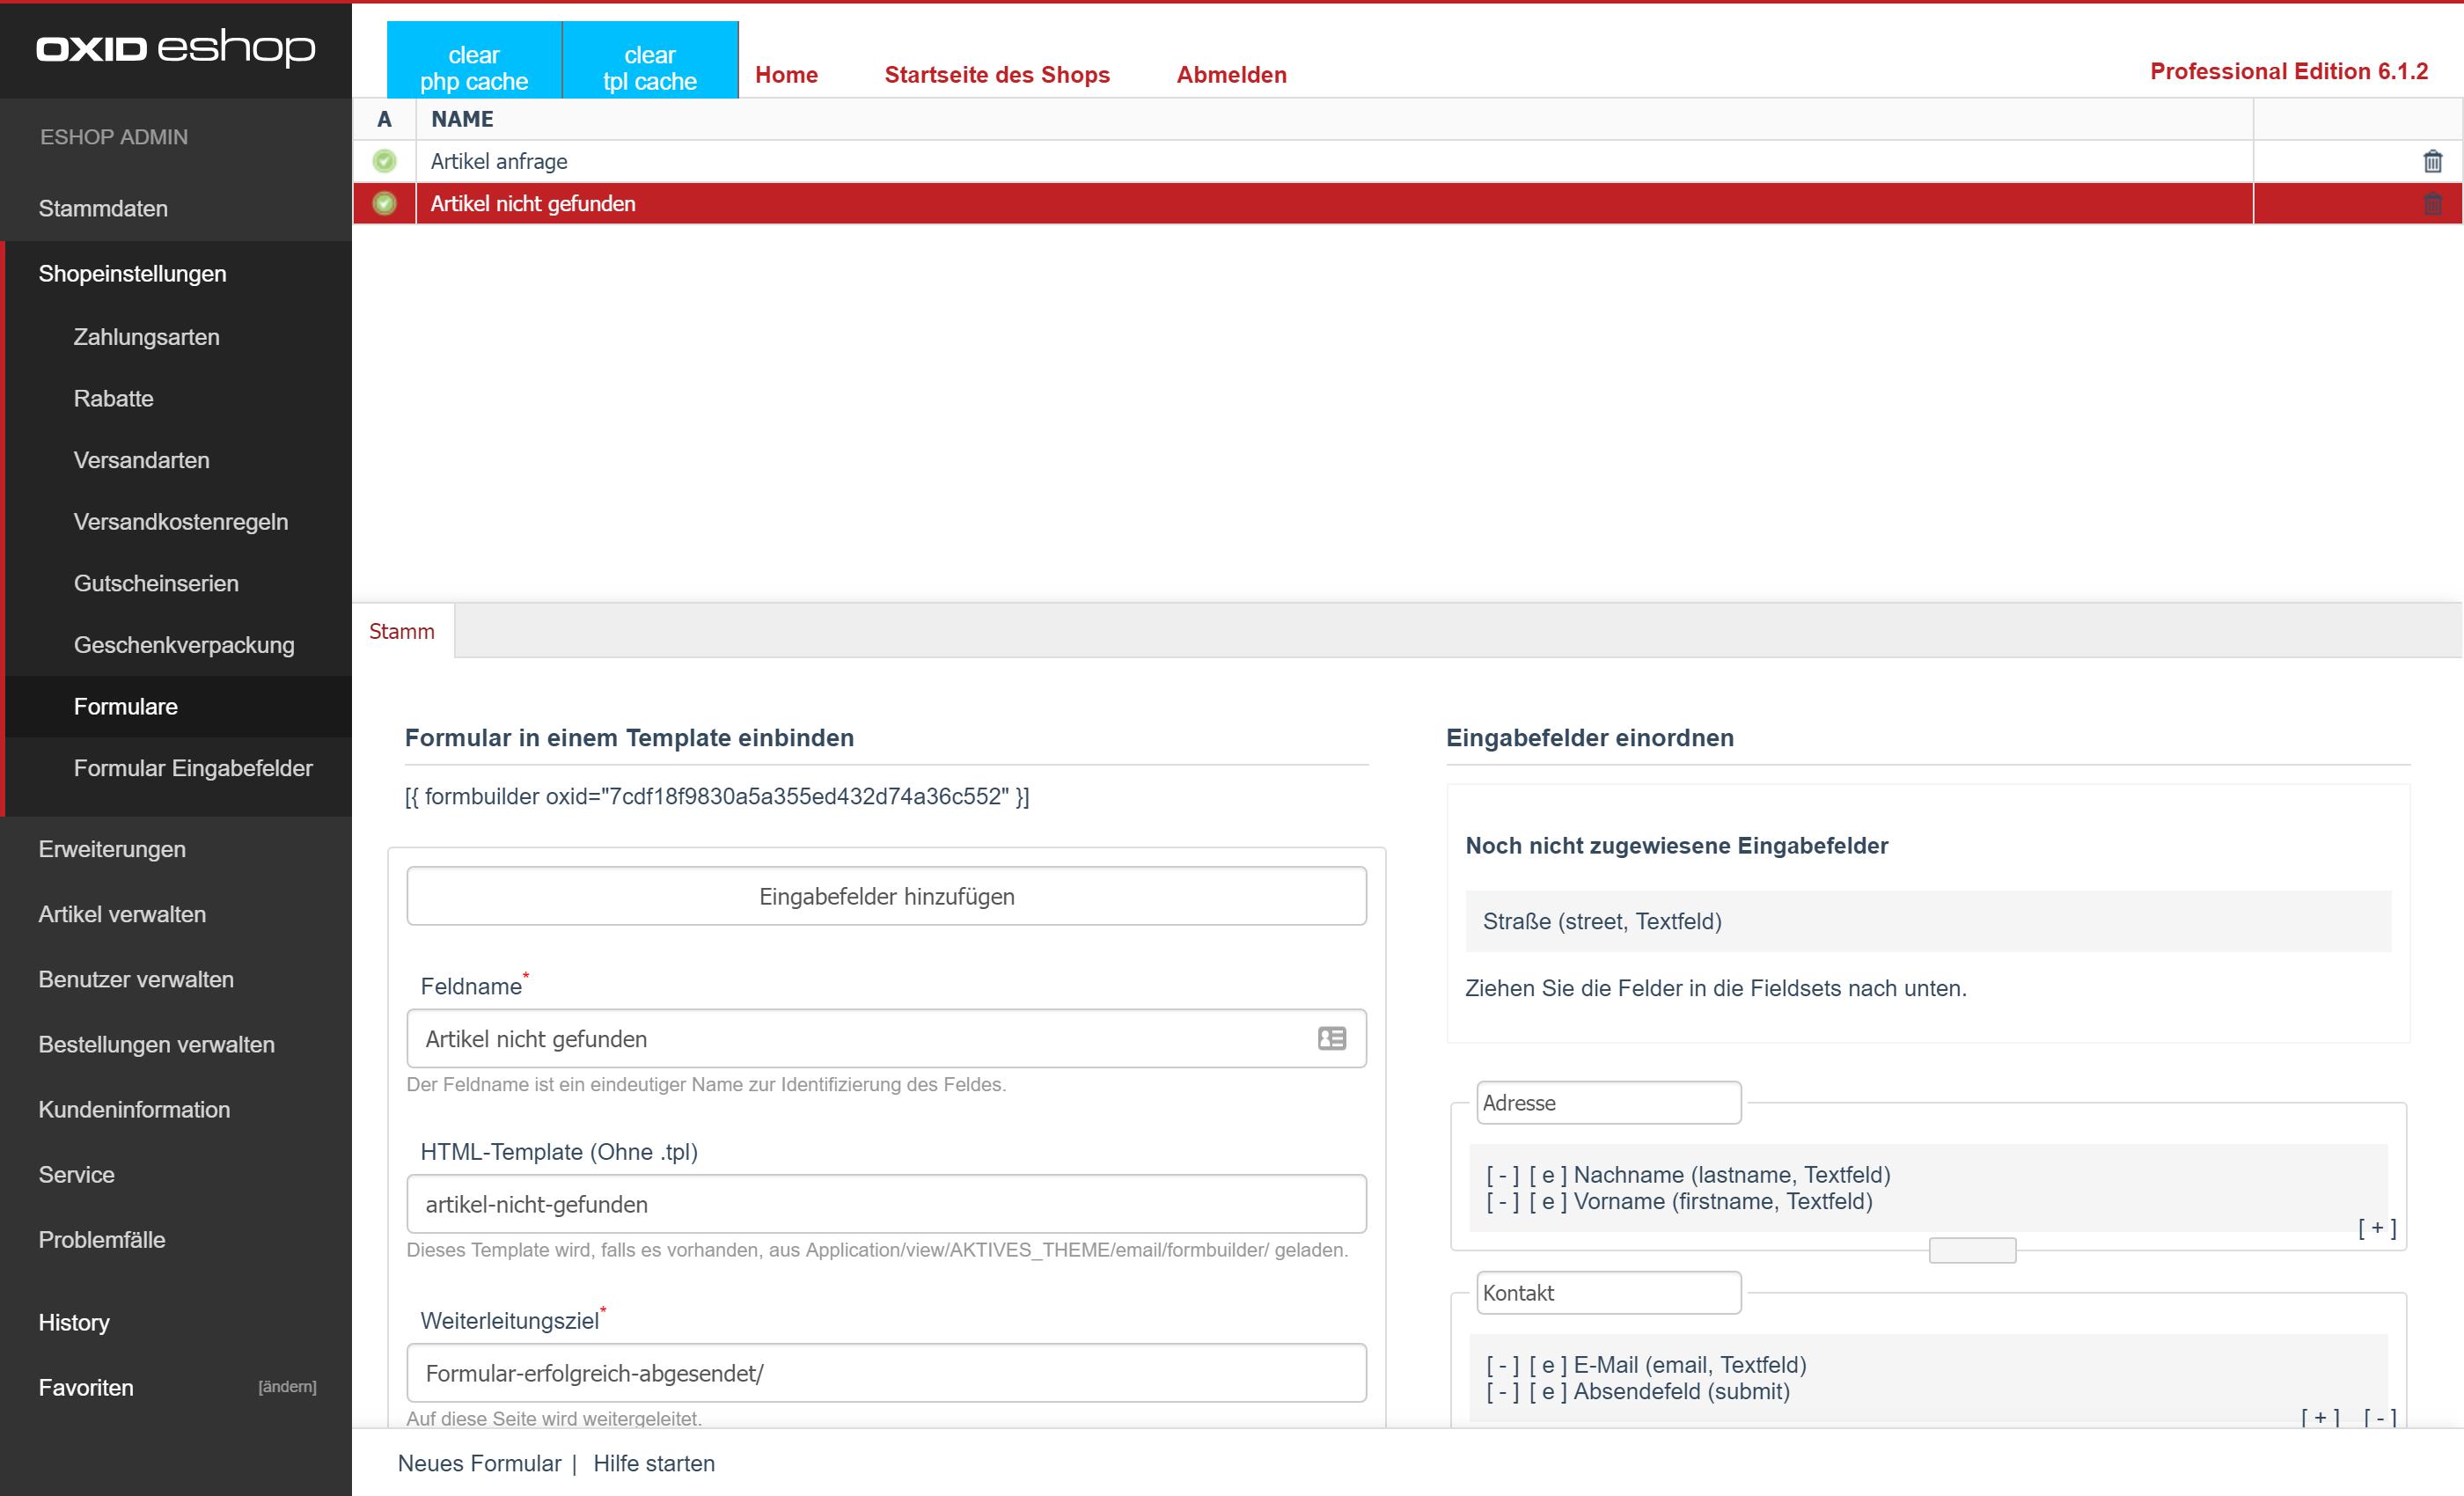 OXID eshop
ESHOP ADMIN
Stammdaten
Shopeinstellungen
Zahlungsarten
Rabatte
Versandarten
Versandkostenregeln
Gutscheinserien
Geschenkverpackung
Formulare
Formular Eingabefelder
Erweiterungen
Artikel verwalten
Benutzer verwalten
Bestellungen verwalten
Kundeninformation
Service
Problemfälle
History
Favoriten [ändern]
clear
php cache
clear
tpl cache
Home Startseite des Shops Abmelden
Professional Edition 6.1.2
A NAME
Artikel anfrage
Artikel nicht gefunden
Stamm
Formular in einem Template einbinden
[{ formbuilder oxid="7cdf18f9830a5a355ed432d74a36c552" }]
Eingabefelder hinzufügen
Feldname*
Artikel nicht gefunden
Der Feldname ist ein eindeutiger Name zur Identifizierung des Feldes.
HTML-Template (Ohne .tpl)
artikel-nicht-gefunden
Dieses Template wird, falls es vorhanden, aus Application/view/AKTIVES_THEME/email/formbuilder/ geladen.
Weiterleitungsziel*
Formular-erfolgreich-abgesendet/
Auf diese Seite wird weitergeleitet.
Eingabefelder einordnen
Noch nicht zugewiesene Eingabefelder
Straße (street, Textfeld)
Ziehen Sie die Felder in die Fieldsets nach unten.
Adresse
[ - ] [ e ] Nachname (lastname, Textfeld)
[ - ] [ e ] Vorname (firstname, Textfeld)
[ + ]
Kontakt
[ - ] [ e ] E-Mail (email, Textfeld)
[ - ] [ e ] Absendefeld (submit)
[ + ] [ - ]
Neues Formular | Hilfe starten